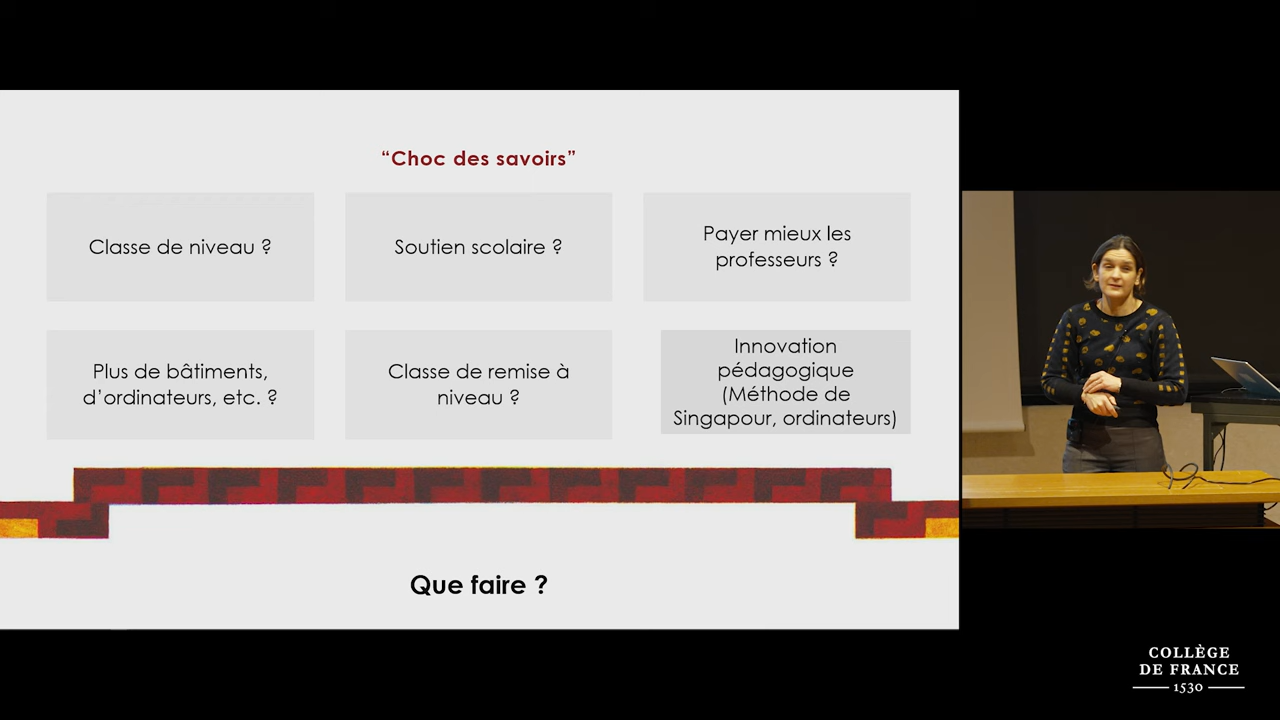 “Choc des savoirs”
Classe de niveau ?
Soutien scolaire ?
Payer mieux les
professeurs ?
Plus de bâtiments,
d’ordinateurs, etc. ?
Classe de remise à
niveau ?
Innovation
pédagogique
(Méthode de
Singapour, ordinateurs)
Que faire ?
COLLÈGE
DE FRANCE
1530